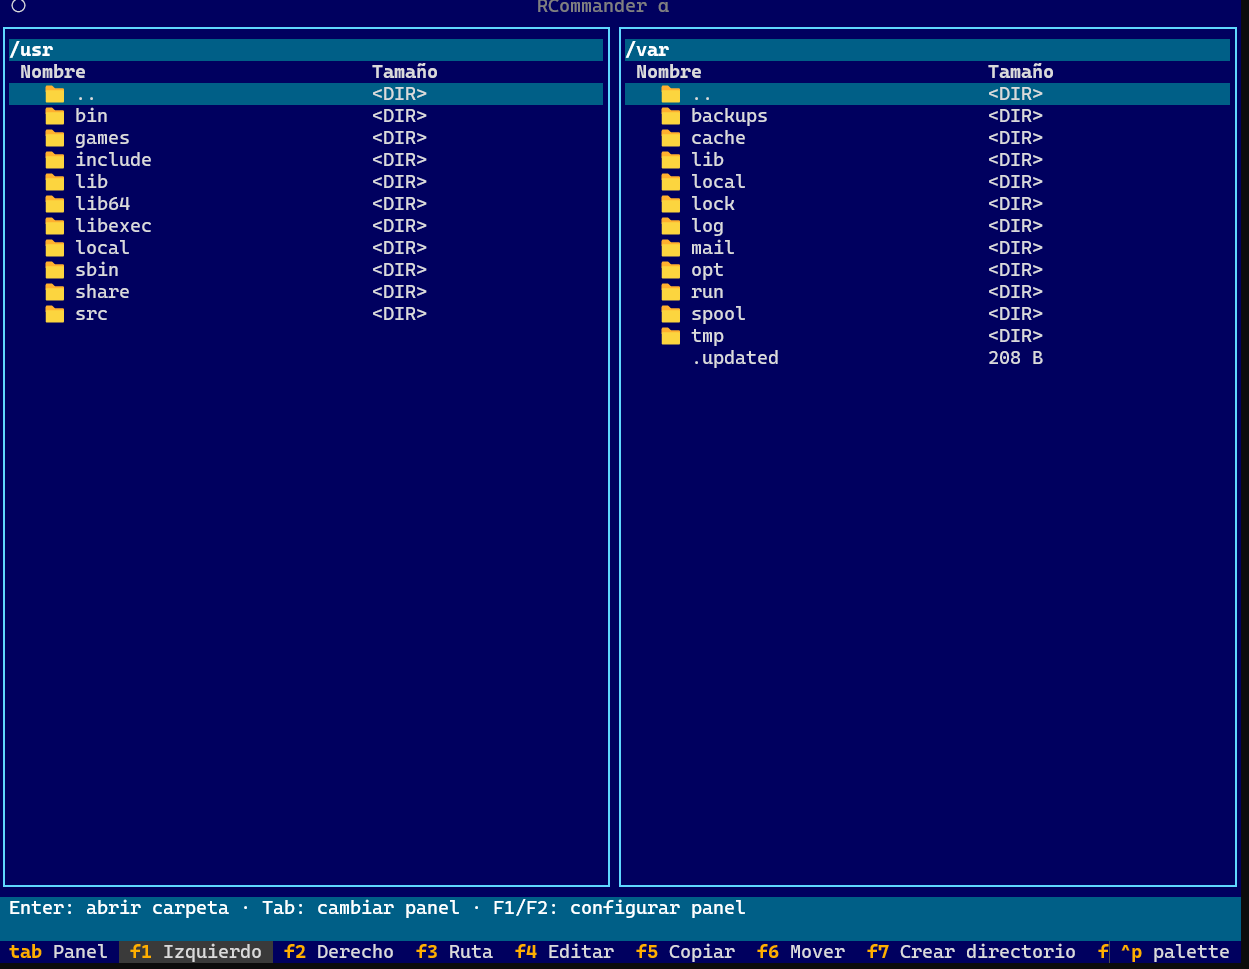 RCommander α
/usr
Nombre Tamaño
.. <DIR>
bin <DIR>
games <DIR>
include <DIR>
lib <DIR>
lib64 <DIR>
libexec <DIR>
local <DIR>
sbin <DIR>
share <DIR>
src <DIR>
/var
Nombre Tamaño
.. <DIR>
backups <DIR>
cache <DIR>
lib <DIR>
local <DIR>
lock <DIR>
log <DIR>
mail <DIR>
opt <DIR>
run <DIR>
spool <DIR>
tmp <DIR>
.updated 208 B
Enter: abrir carpeta · Tab: cambiar panel · F1/F2: configurar panel
tab Panel f1 Izquierdo f2 Derecho f3 Ruta f4 Editar f5 Copiar f6 Mover f7 Crear directorio f ^p palette